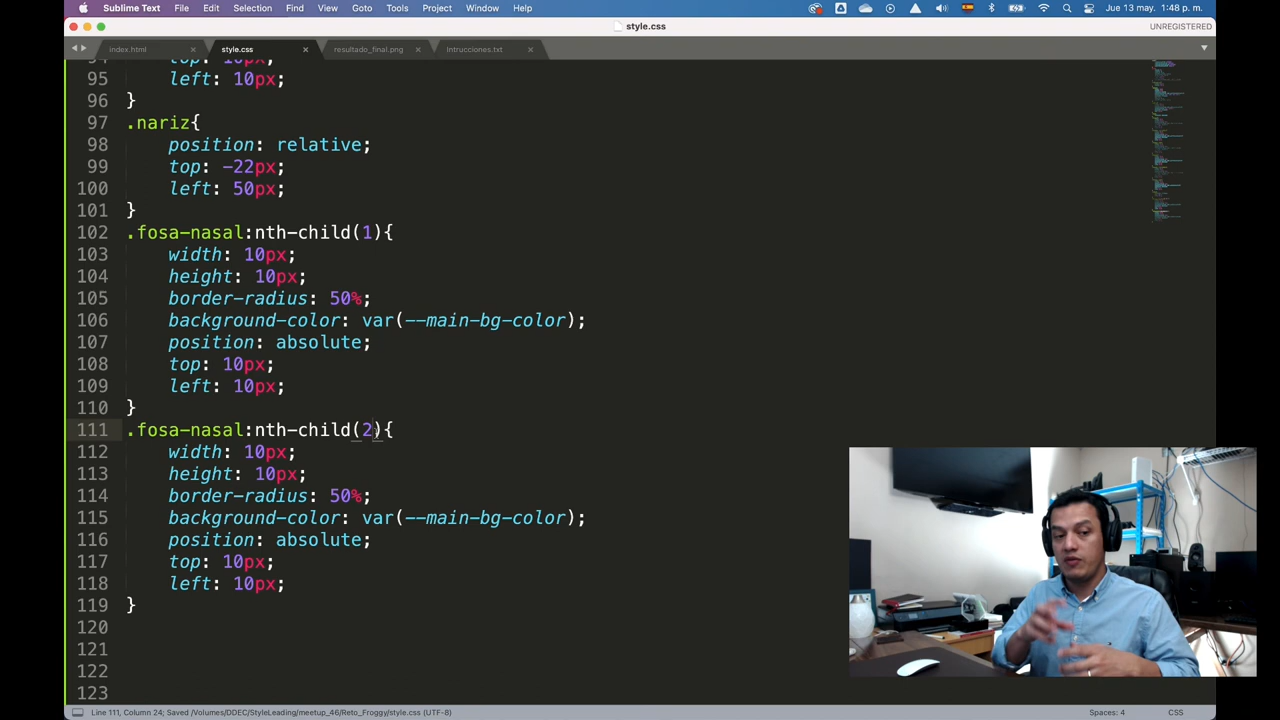 Sublime Text File Edit Selection Find View Goto Tools Project Window Help Jue 13 may. 1:48 p. m.
style.css UNREGISTERED
index.html style.css resultado_final.png Intrucciones.txt
94 top: 10px;
95 left: 10px;
96 }
97 .nariz{
98 position: relative;
99 top: -22px;
100 left: 50px;
101 }
102 .fosa-nasal:nth-child(1){
103 width: 10px;
104 height: 10px;
105 border-radius: 50%;
106 background-color: var(--main-bg-color);
107 position: absolute;
108 top: 10px;
109 left: 10px;
110 }
111 .fosa-nasal:nth-child(2){
112 width: 10px;
113 height: 10px;
114 border-radius: 50%;
115 background-color: var(--main-bg-color);
116 position: absolute;
117 top: 10px;
118 left: 10px;
119 }
120
121
122
123
Line 111, Column 24; Saved /Volumes/DDEC/StyleLeading/meetup_46/Reto_Froggy/style.css (UTF-8) Spaces: 4 CSS